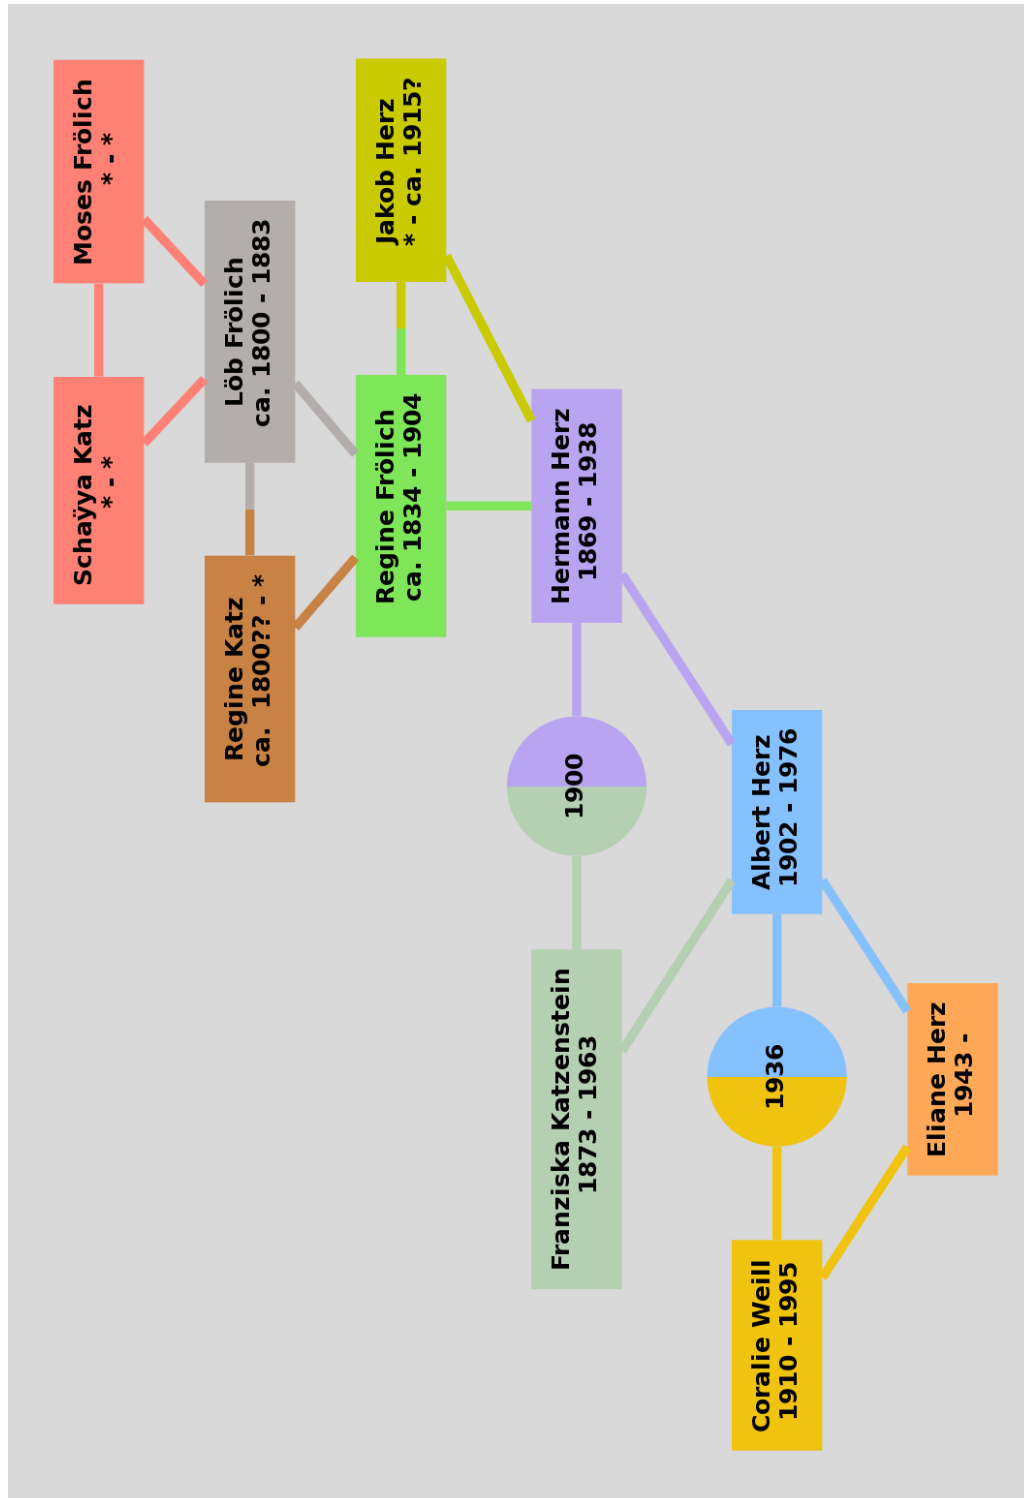 Schaÿya Katz
* - *
Moses Frölich
* - *
Regine Katz
ca.  1800?? - *
Löb Frölich
ca. 1800 - 1883
Regine Frölich
ca. 1834 - 1904
Jakob Herz
* - ca. 1915?
Franziska Katzenstein
1873 - 1963
1900
Hermann Herz
1869 - 1938
Coralie Weill
1910 - 1995
1936
Albert Herz
1902 - 1976
Eliane Herz
1943 -